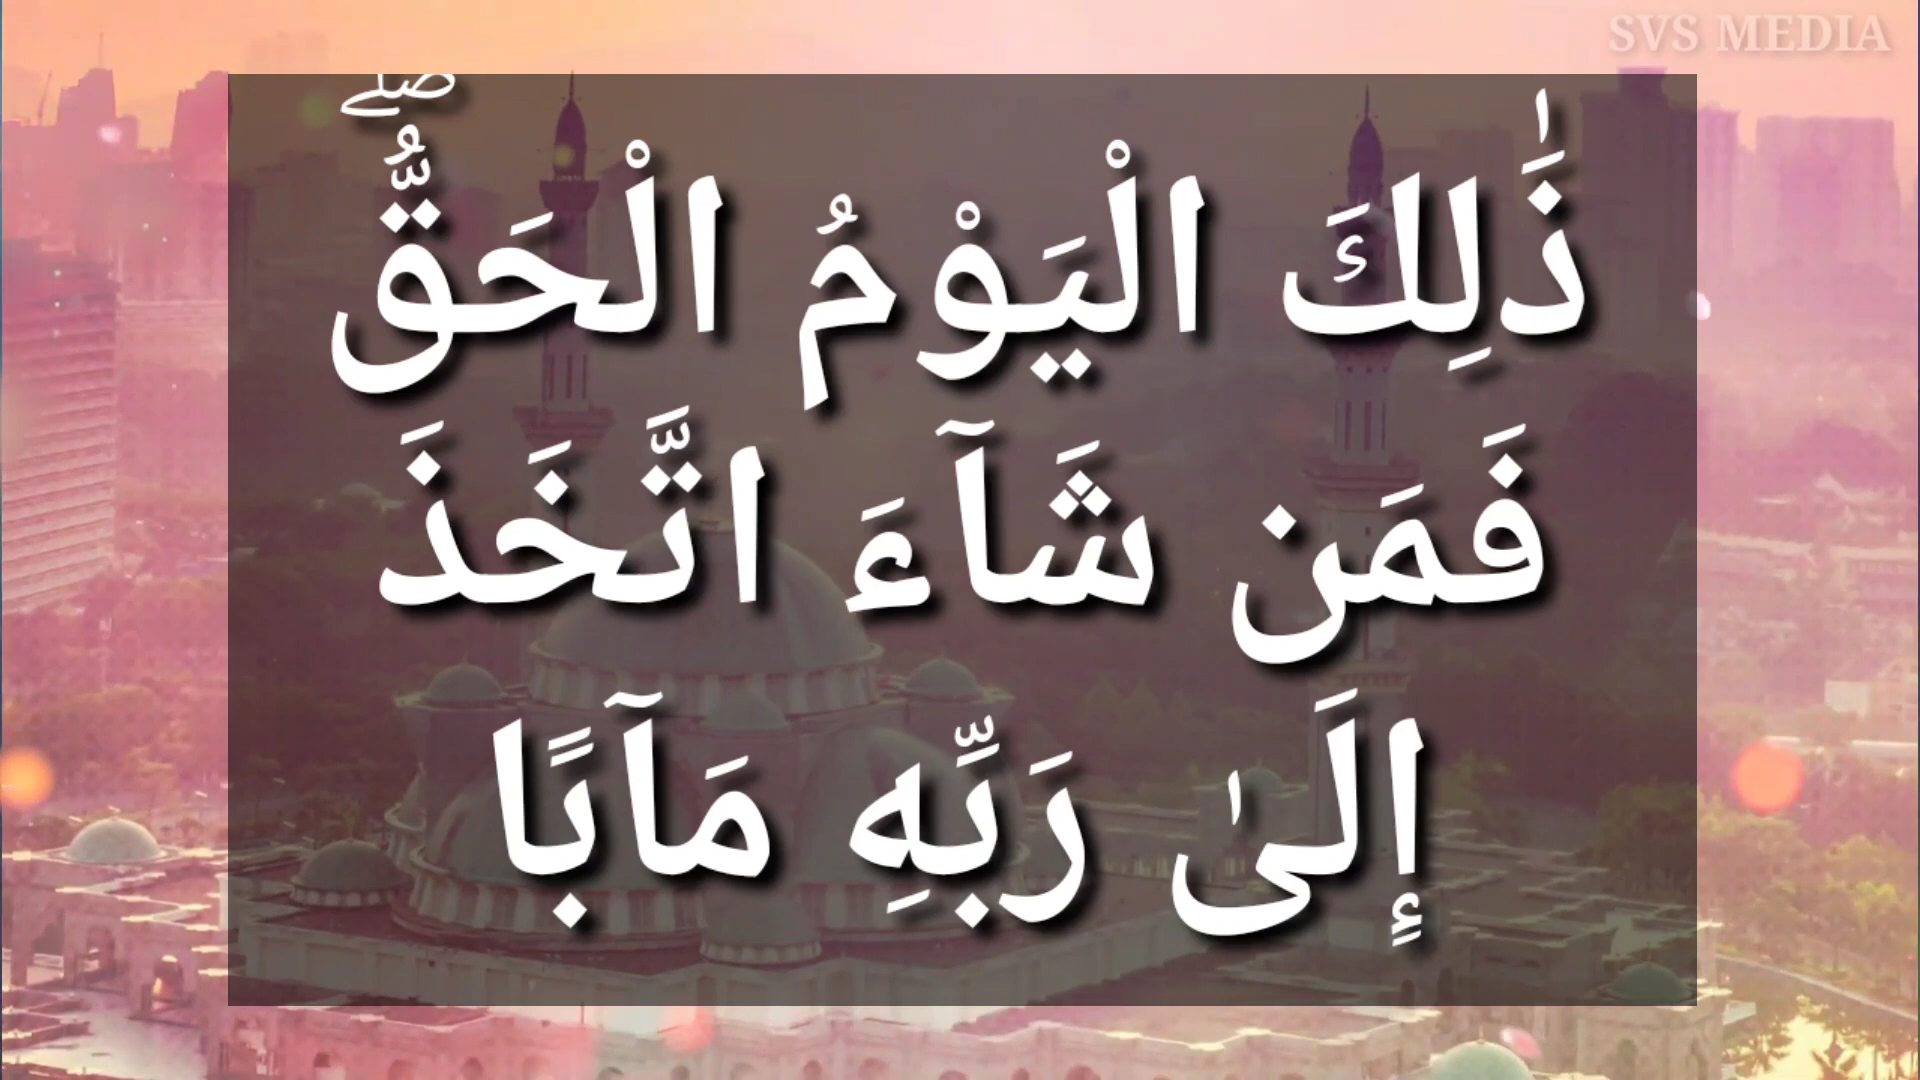 SVS MEDIA
ذَٰلِكَ الْيَوْمُ الْحَقُّ ۖ
فَمَن شَآءَ اتَّخَذَ
إِلَىٰ رَبِّهِ مَآبًا